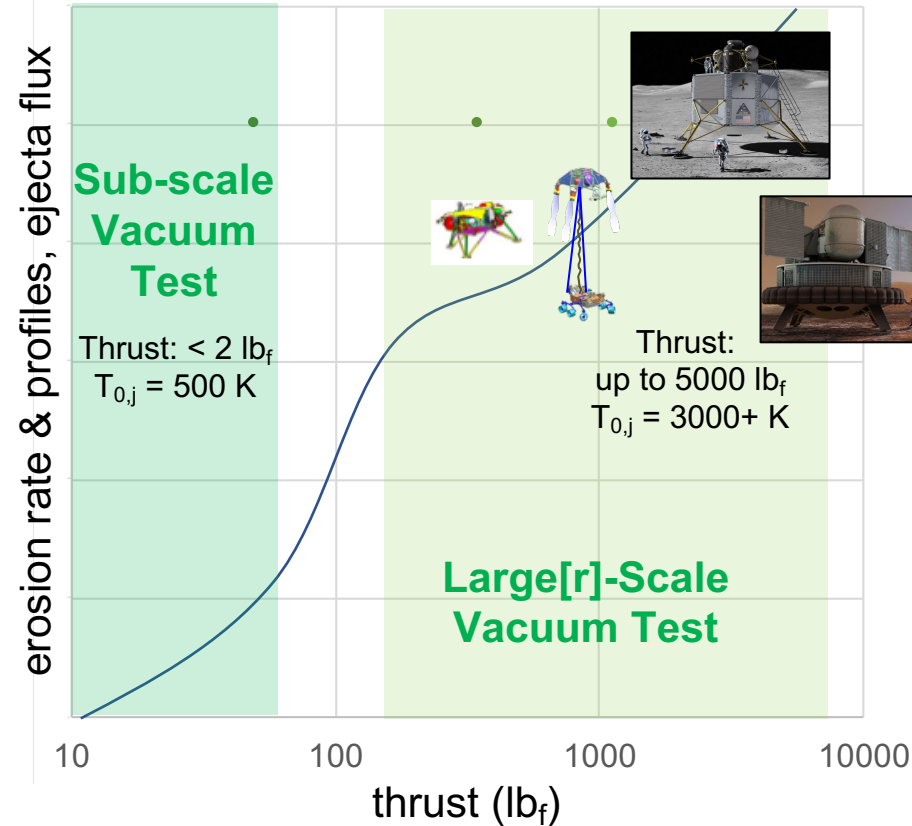 erosion rate & profiles, ejecta flux
Sub-scale
Vacuum
Test
Thrust: < 2 lbf
T0,j = 500 K
Thrust:
up to 5000 lbf
T0,j = 3000+ K
Large[r]-Scale
Vacuum Test
10
100
1000
10000
thrust (lbf)